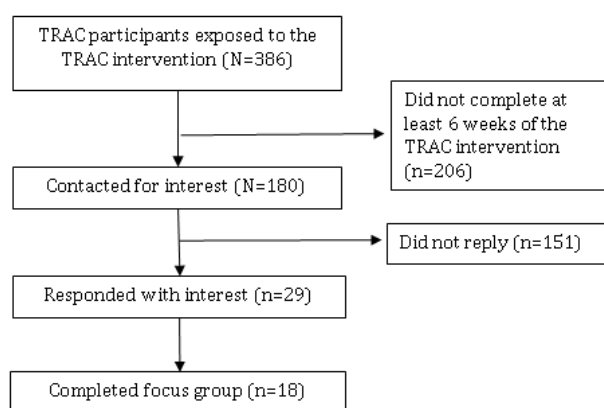 TRAC participants exposed to the
TRAC intervention (N=386)
Did not complete at
least 6 weeks of the
TRAC intervention
(n=206)
Contacted for interest (N=180)
Did not reply (n=151)
Responded with interest (n=29)
Completed focus group (n=18)